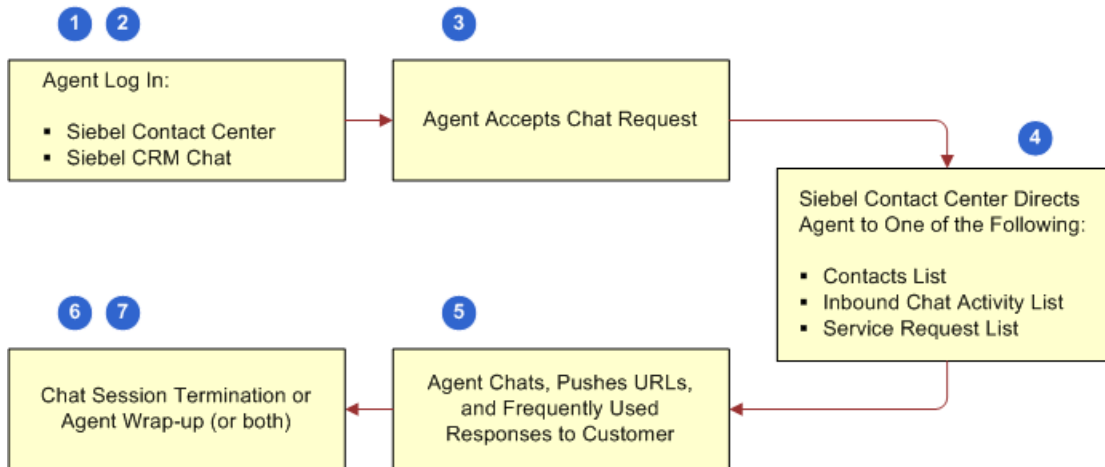 1 2
Agent Log In:
▪ Siebel Contact Center
▪ Siebel CRM Chat
3
Agent Accepts Chat Request
4
Siebel Contact Center Directs
Agent to One of the Following:
▪ Contacts List
▪ Inbound Chat Activity List
▪ Service Request List
5
Agent Chats, Pushes URLs,
and Frequently Used
Responses to Customer
6 7
Chat Session Termination or
Agent Wrap-up (or both)